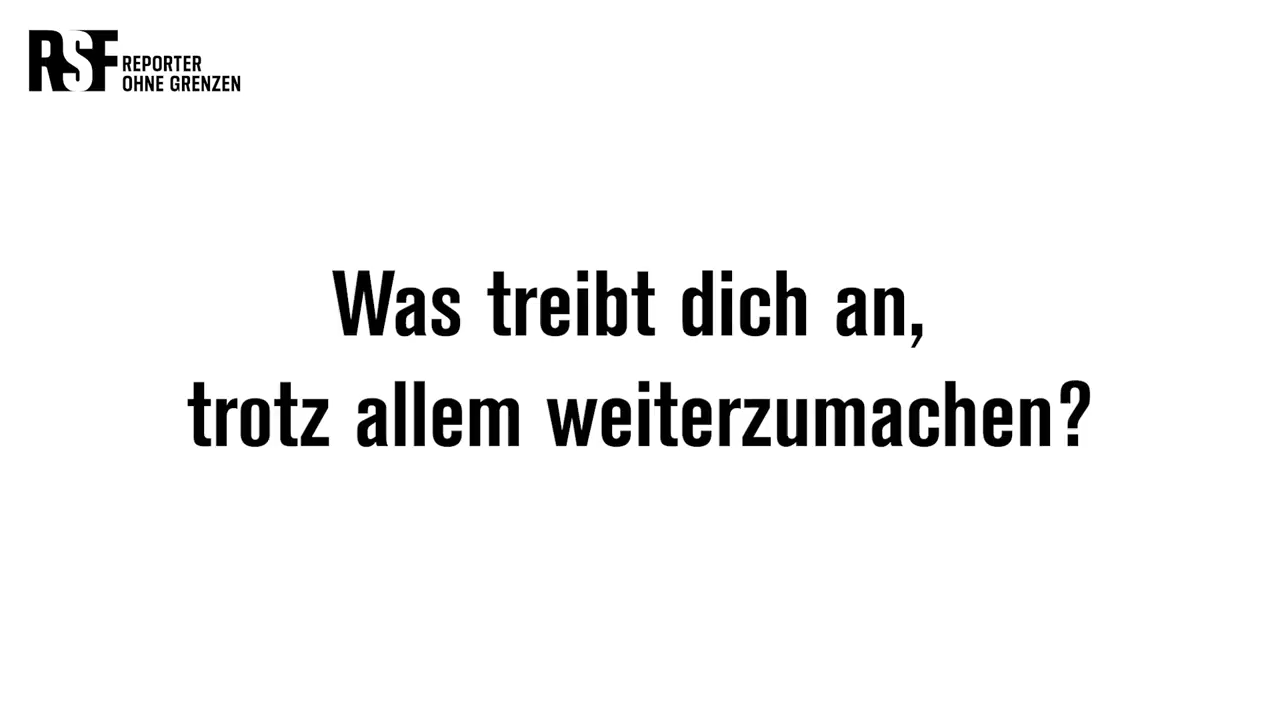 RSF REPORTER
OHNE GRENZEN
Was treibt dich an,
trotz allem weiterzumachen?